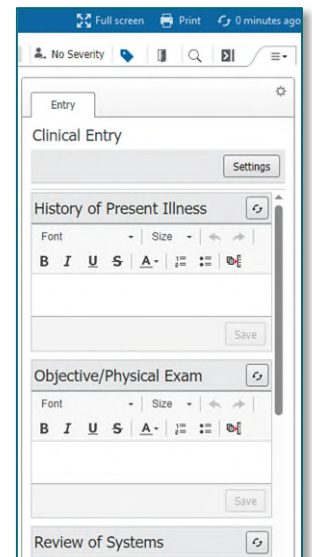 Full screen Print 0 minutes ago
No Severity
Entry
Clinical Entry
Settings
History of Present Illness
Font Size
B I U S A
Save
Objective/Physical Exam
Font Size
B I U S A
Save
Review of Systems